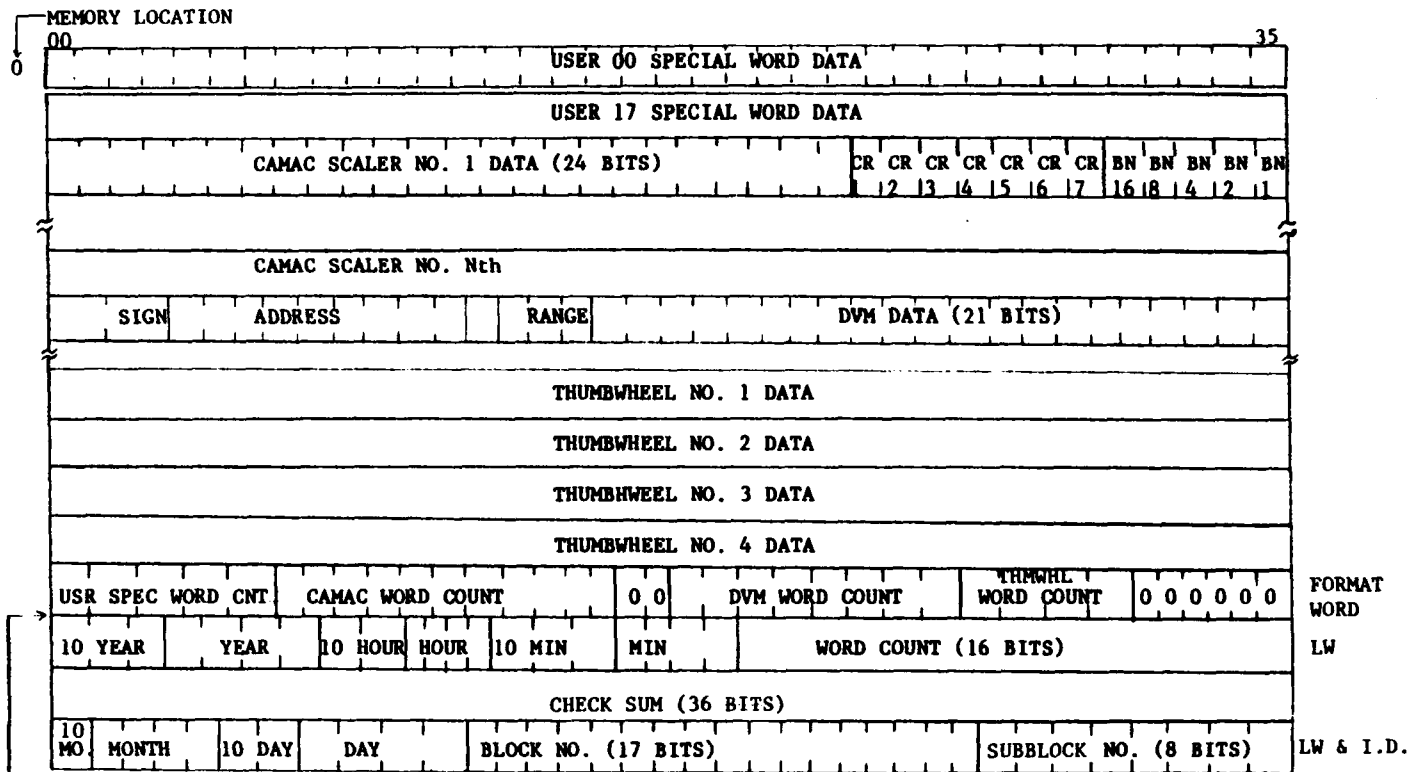 MEMORY LOCATION
00 35
0
USER 00 SPECIAL WORD DATA
USER 17 SPECIAL WORD DATA
CAMAC SCALER NO. 1 DATA (24 BITS) CR CR CR CR CR CR CR BN BN BN BN BN
1 2 3 4 5 6 7 16 8 4 2 1
CAMAC SCALER NO. Nth
SIGN ADDRESS RANGE DVM DATA (21 BITS)
THUMBWHEEL NO. 1 DATA
THUMBWHEEL NO. 2 DATA
THUMBHWEEL NO. 3 DATA
THUMBWHEEL NO. 4 DATA
USR SPEC WORD CNT CAMAC WORD COUNT 0 0 DVM WORD COUNT THMWHL WORD COUNT 0 0 0 0 0 0 FORMAT WORD
10 YEAR YEAR 10 HOUR HOUR 10 MIN MIN WORD COUNT (16 BITS) LW
CHECK SUM (36 BITS)
10 MO. MONTH 10 DAY DAY BLOCK NO. (17 BITS) SUBBLOCK NO. (8 BITS) LW & I.D.